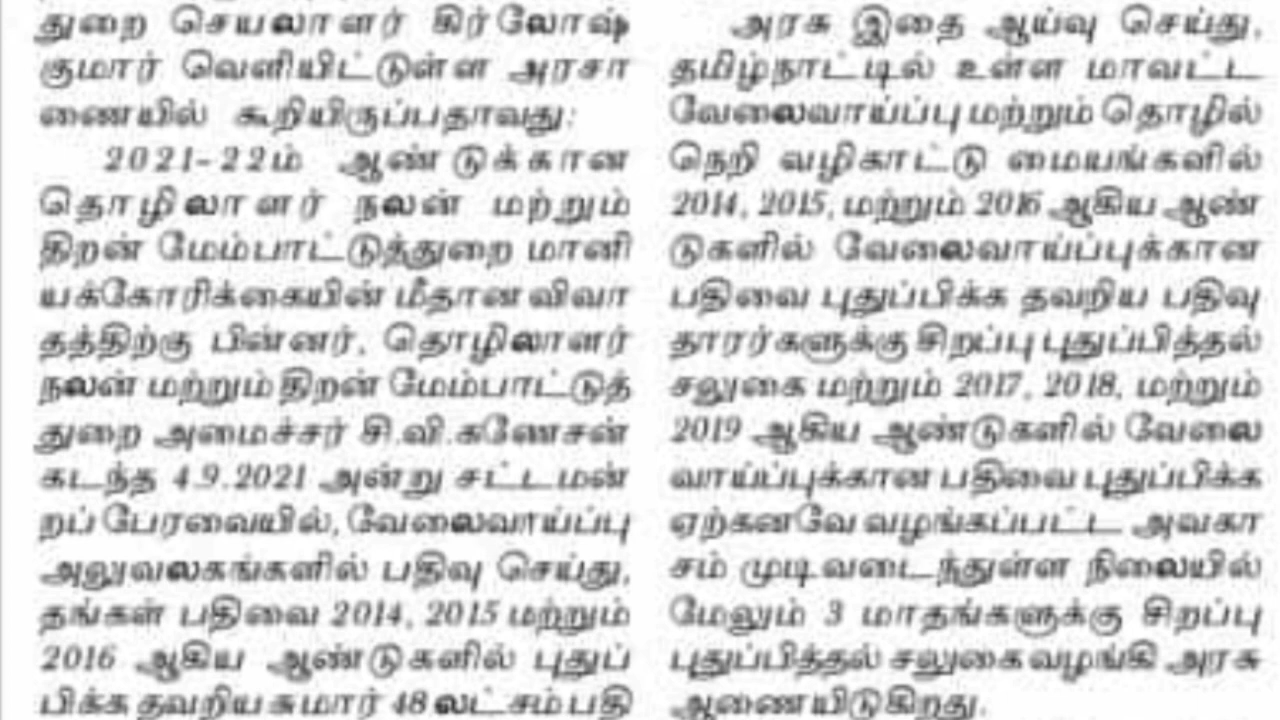 துறை செயலாளர் கிர்லோஷ்
குமார் வெளியிட்டுள்ள அரசா
ணையில் கூறியிருப்பதாவது:
2021-22ம் ஆண்டுக்கான
தொழிலாளர் நலன் மற்றும்
திறன் மேம்பாட்டுத்துறை மானி
யக்கோரிக்கையின் மீதான விவா
தத்திற்கு பின்னர், தொழிலாளர்
நலன் மற்றும் திறன் மேம்பாட்டுத்
துறை அமைச்சர் சி.வி.கணேசன்
கடந்த 4.9.2021 அன்று சட்டமன்
றப் பேரவையில், வேலைவாய்ப்பு
அலுவலகங்களில் பதிவு செய்து,
தங்கள் பதிவை 2014, 2015 மற்றும்
2016 ஆகிய ஆண்டுகளில் புதுப்
பிக்க தவறிய சுமார் 48 லட்சம் பதி
அரசு இதை ஆய்வு செய்து,
தமிழ்நாட்டில் உள்ள மாவட்ட
வேலைவாய்ப்பு மற்றும் தொழில்
நெறி வழிகாட்டு மையங்களில்
2014, 2015, மற்றும் 2016 ஆகிய ஆண்
டுகளில் வேலைவாய்ப்புக்கான
பதிவை புதுப்பிக்க தவறிய பதிவு
தாரர்களுக்கு சிறப்பு புதுப்பித்தல்
சலுகை மற்றும் 2017, 2018, மற்றும்
2019 ஆகிய ஆண்டுகளில் வேலை
வாய்ப்புக்கான பதிவை புதுப்பிக்க
ஏற்கனவே வழங்கப்பட்ட அவகா
சம் முடிவடைந்துள்ள நிலையில்
மேலும் 3 மாதங்களுக்கு சிறப்பு
புதுப்பித்தல் சலுகை வழங்கி அரசு
ஆணையிடுகிறது.